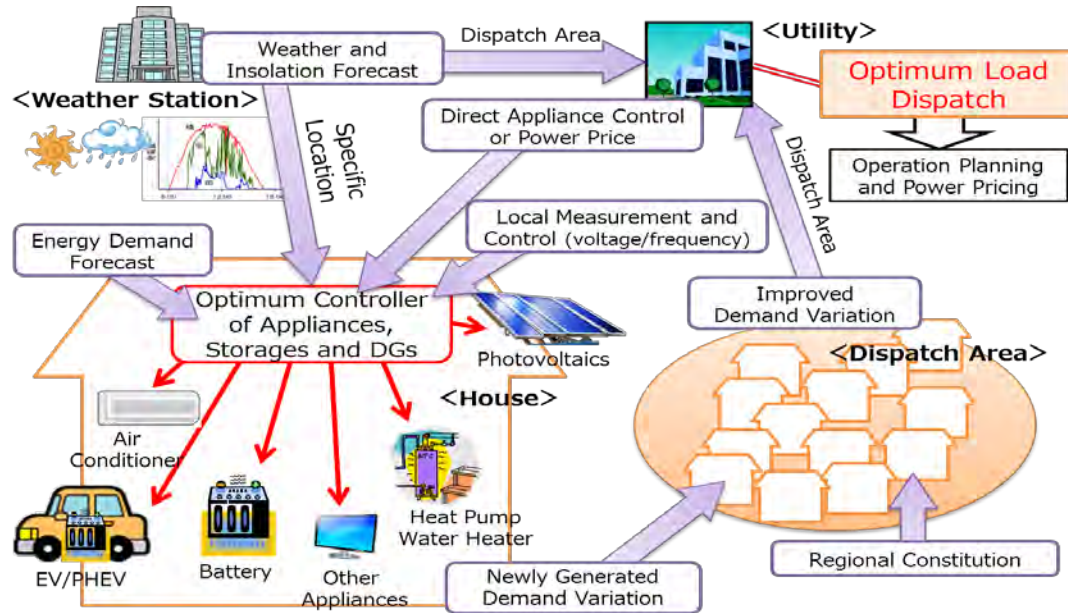 Weather and
Insolation Forecast
Dispatch Area
<Utility>
Optimum Load
Dispatch
Operation Planning
and Power Pricing
<Weather Station>
Specific
Location
Direct Appliance Control
or Power Price
Dispatch Area
Local Measurement and
Control (voltage/frequency)
Energy Demand
Forecast
Optimum Controller
of Appliances,
Storages and DGs
Photovoltaics
<House>
Air
Conditioner
EV/PHEV
Battery
Other
Appliances
Heat Pump
Water Heater
Improved
Demand Variation
<Dispatch Area>
Newly Generated
Demand Variation
Regional Constitution